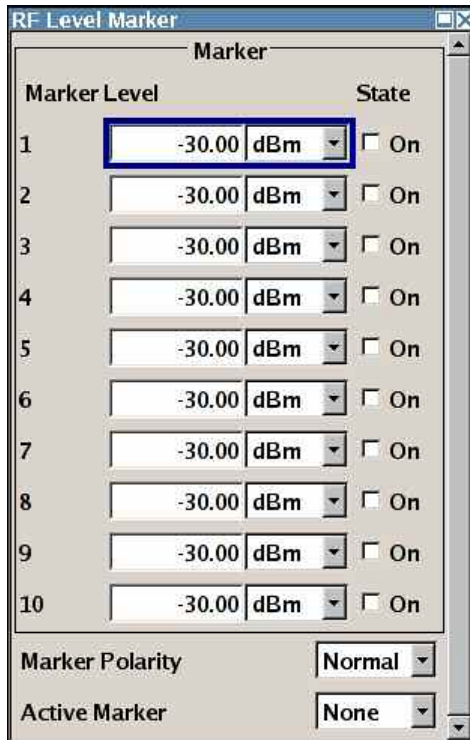 RF Level Marker
Marker
Marker Level State
1 -30.00 dBm On
2 -30.00 dBm On
3 -30.00 dBm On
4 -30.00 dBm On
5 -30.00 dBm On
6 -30.00 dBm On
7 -30.00 dBm On
8 -30.00 dBm On
9 -30.00 dBm On
10 -30.00 dBm On
Marker Polarity Normal
Active Marker None